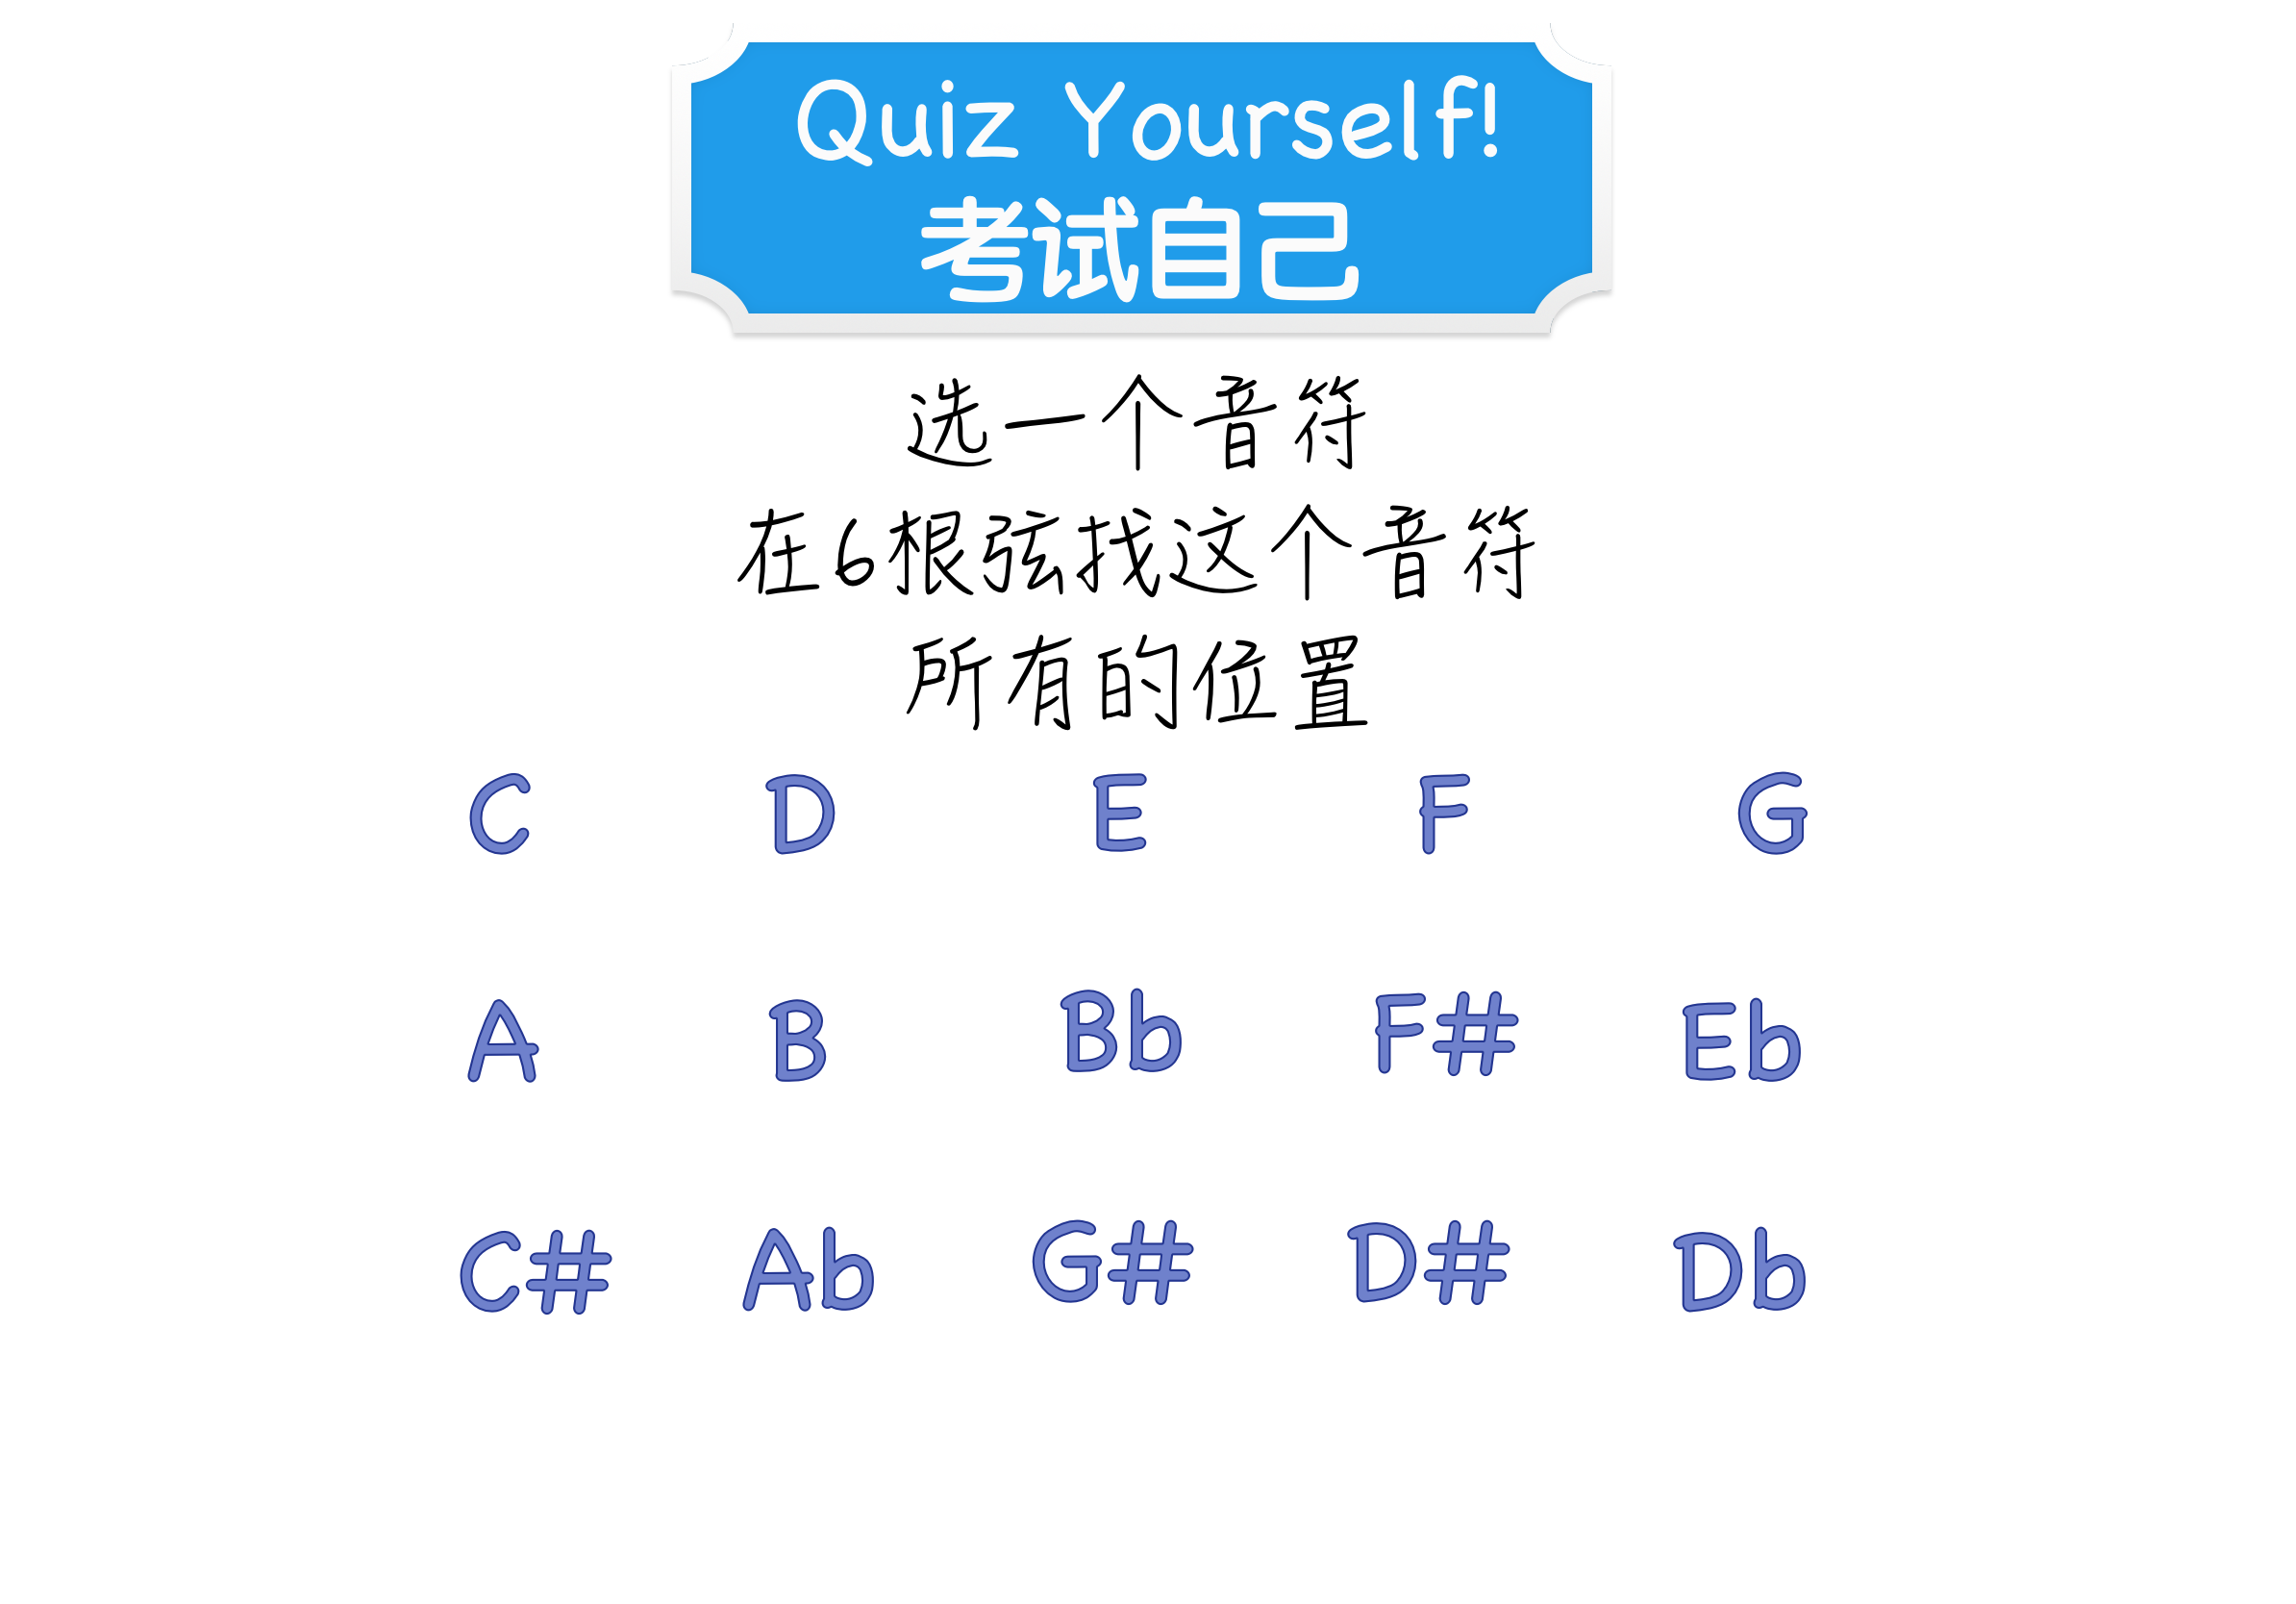 Quiz Yourself!
考试自己
选一个音符
在6根弦找这个音符
所有的位置
C D E F G
A B Bb F# Eb
C# Ab G# D# Db